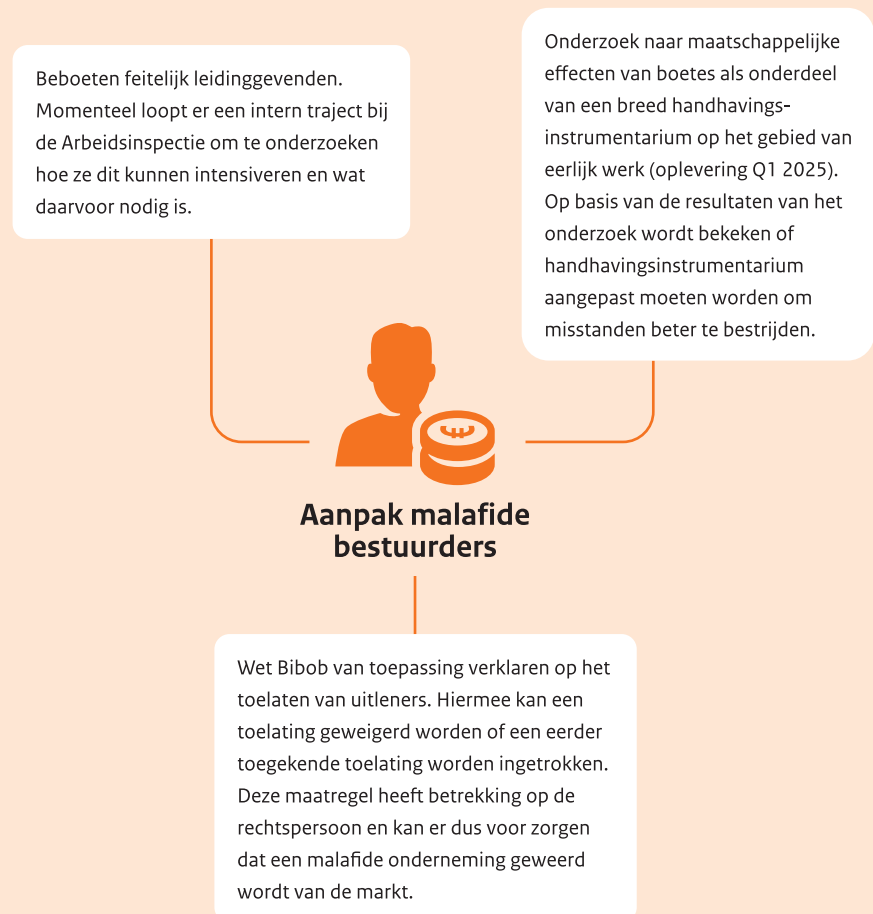 Beboeten feitelijk leidinggevenden.
Momenteel loopt er een intern traject bij
de Arbeidsinspectie om te onderzoeken
hoe ze dit kunnen intensiveren en wat
daarvoor nodig is.
Onderzoek naar maatschappelijke
effecten van boetes als onderdeel
van een breed handhavings-
instrumentarium op het gebied van
eerlijk werk (oplevering Q1 2025).
Op basis van de resultaten van het
onderzoek wordt bekeken of
handhavingsinstrumentarium
aangepast moeten worden om
misstanden beter te bestrijden.
Aanpak malafide
bestuurders
Wet Bibob van toepassing verklaren op het
toelaten van uitleners. Hiermee kan een
toelating geweigerd worden of een eerder
toegekende toelating worden ingetrokken.
Deze maatregel heeft betrekking op de
rechtspersoon en kan er dus voor zorgen
dat een malafide onderneming geweerd
wordt van de markt.